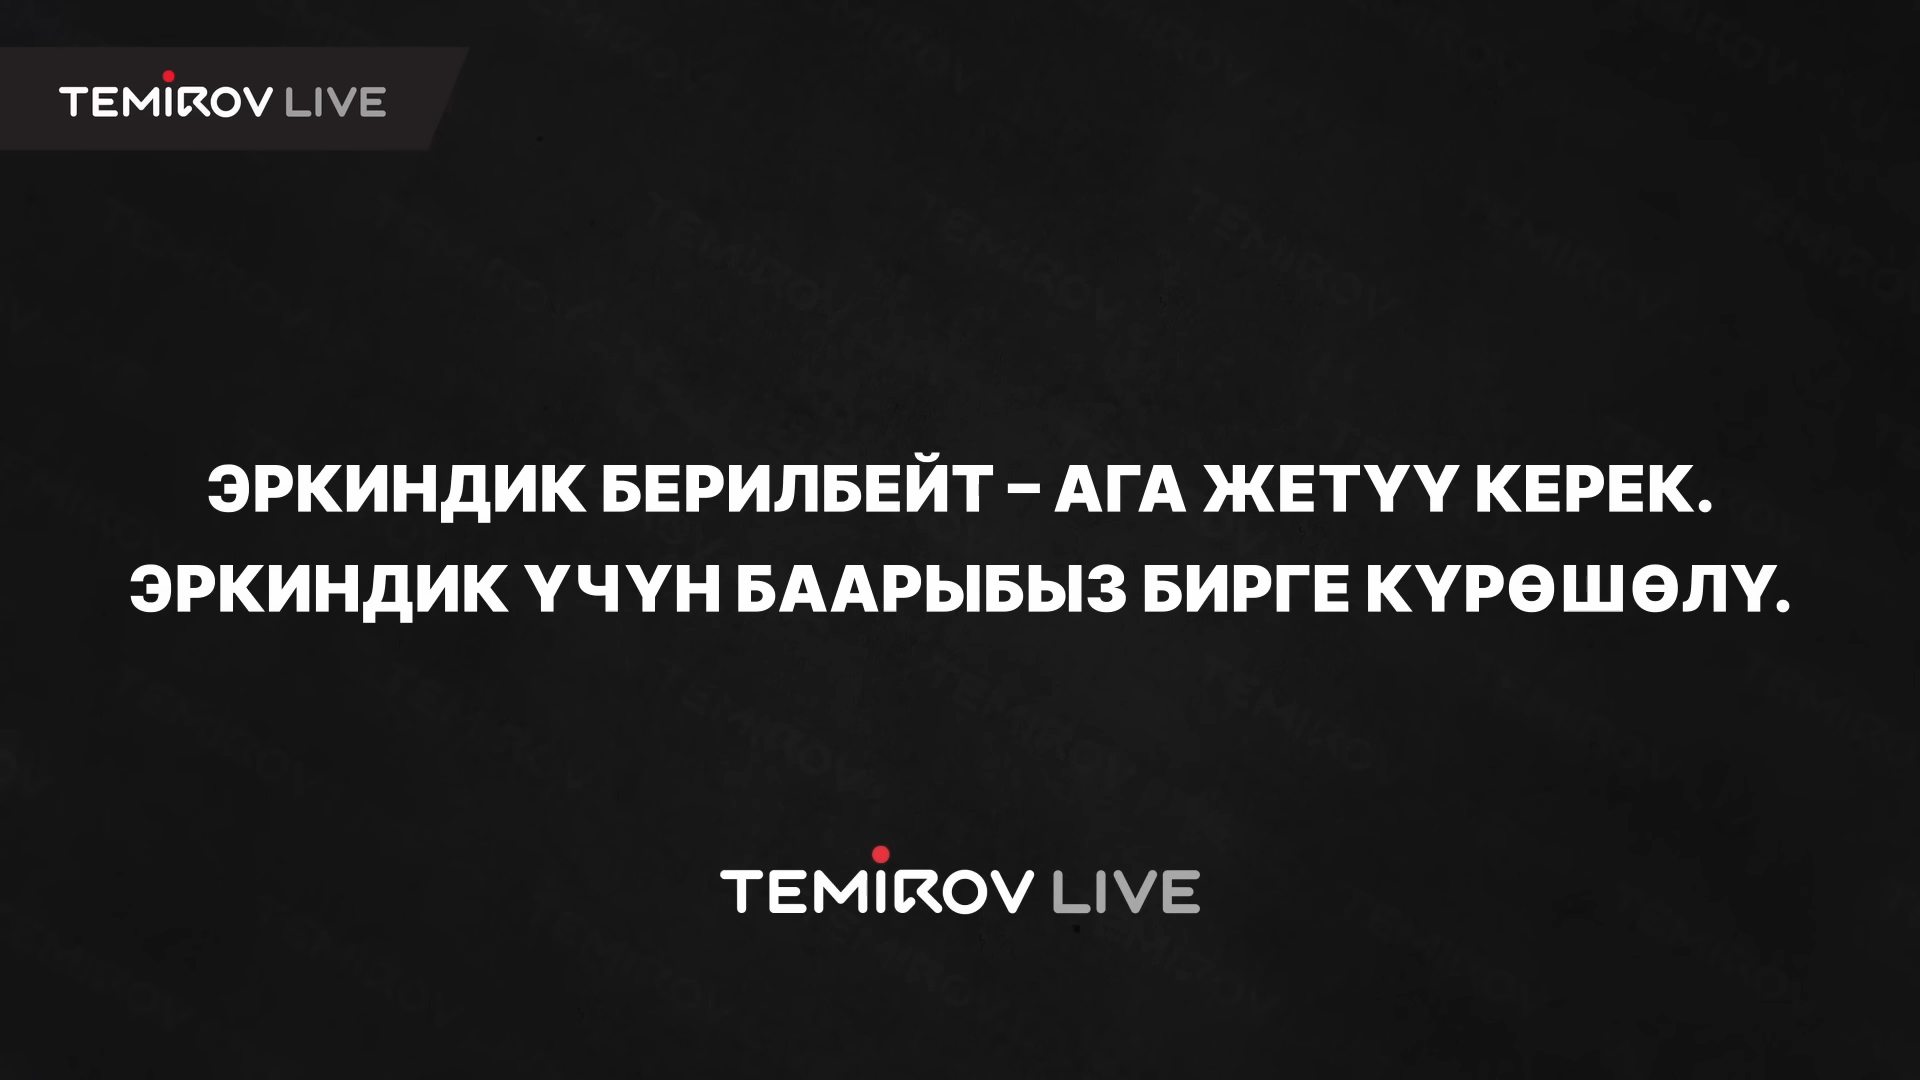 TEMIROV LIVE
ЭРКИНДИК БЕРИЛБЕЙТ – АГА ЖЕТҮҮ КЕРЕК.
ЭРКИНДИК ҮЧҮН БААРЫБЫЗ БИРГЕ КҮРӨШӨЛҮ.
TEMIROV LIVE